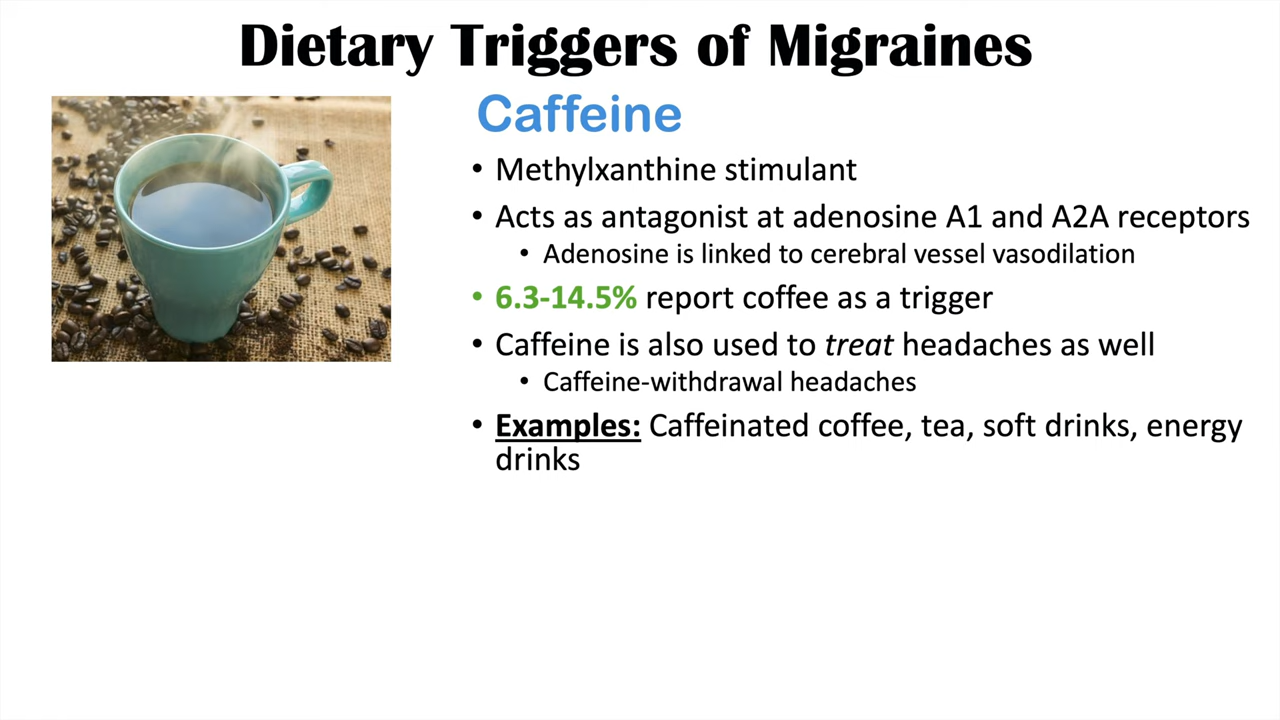 Dietary Triggers of Migraines
Caffeine
• Methylxanthine stimulant
• Acts as antagonist at adenosine A1 and A2A receptors
• Adenosine is linked to cerebral vessel vasodilation
• 6.3-14.5% report coffee as a trigger
• Caffeine is also used to treat headaches as well
• Caffeine-withdrawal headaches
• Examples: Caffeinated coffee, tea, soft drinks, energy
drinks